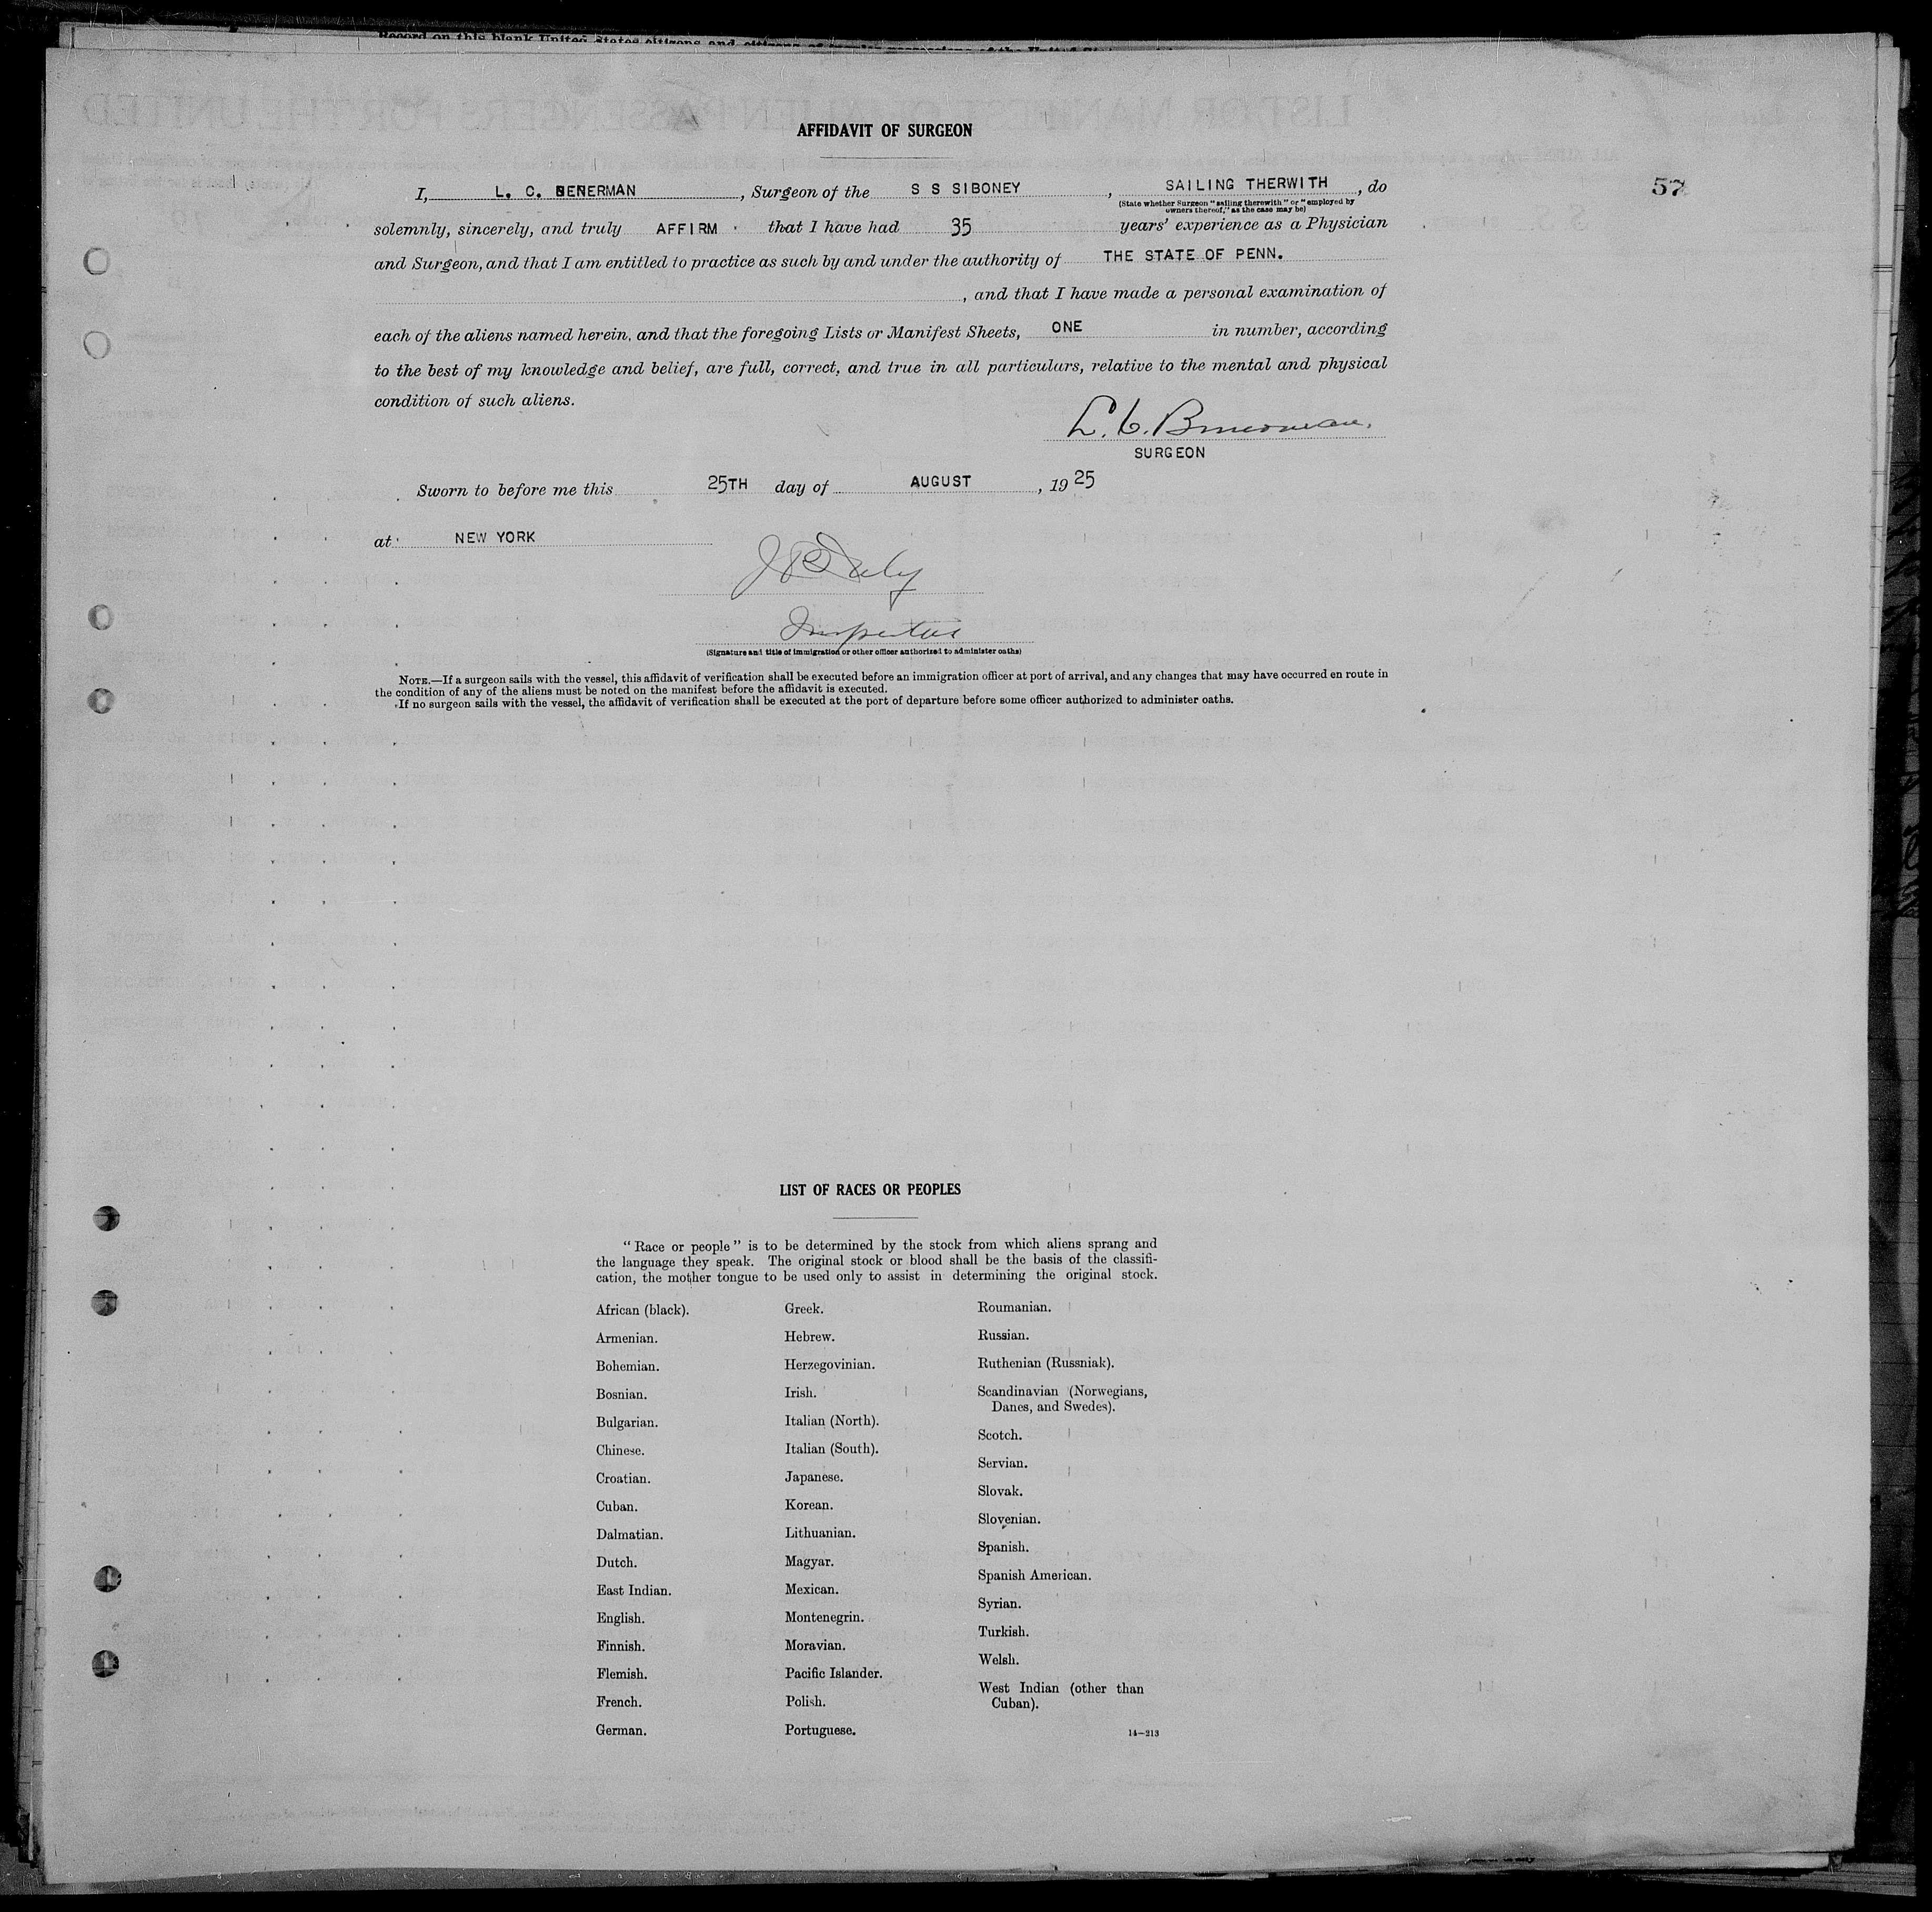 Record on this blank United States citizens and citizens of
AFFIDAVIT OF SURGEON
I, L. C. BENERMAN, Surgeon of the S S SIBONEY, SAILING THERWITH, do
(State whether Surgeon "sailing therewith" or "employed by
owners thereof," as the case may be)
57
solemnly, sincerely, and truly AFFIRM that I have had 35 years' experience as a Physician
and Surgeon, and that I am entitled to practice as such by and under the authority of THE STATE OF PENN.
, and that I have made a personal examination of
each of the aliens named herein, and that the foregoing Lists or Manifest Sheets, ONE in number, according
to the best of my knowledge and belief, are full, correct, and true in all particulars, relative to the mental and physical
condition of such aliens.
SURGEON
Sworn to before me this 25TH day of AUGUST, 1925
at NEW YORK
Inspector
(Signature and title of immigration or other officer authorized to administer oaths)
NOTE.—If a surgeon sails with the vessel, this affidavit of verification shall be executed before an immigration officer at port of arrival, and any changes that may have occurred en route in
the condition of any of the aliens must be noted on the manifest before the affidavit is executed.
If no surgeon sails with the vessel, the affidavit of verification shall be executed at the port of departure before some officer authorized to administer oaths.
LIST OF RACES OR PEOPLES
"Race or people" is to be determined by the stock from which aliens sprang and
the language they speak. The original stock or blood shall be the basis of the classifi-
cation, the mother tongue to be used only to assist in determining the original stock.
African (black).
Armenian.
Bohemian.
Bosnian.
Bulgarian.
Chinese.
Croatian.
Cuban.
Dalmatian.
Dutch.
East Indian.
English.
Finnish.
Flemish.
French.
German.
Greek.
Hebrew.
Herzegovinian.
Irish.
Italian (North).
Italian (South).
Japanese.
Korean.
Lithuanian.
Magyar.
Mexican.
Montenegrin.
Moravian.
Pacific Islander.
Polish.
Portuguese.
Roumanian.
Russian.
Ruthenian (Russniak).
Scandinavian (Norwegians,
Danes, and Swedes).
Scotch.
Servian.
Slovak.
Slovenian.
Spanish.
Spanish American.
Syrian.
Turkish.
Welsh.
West Indian (other than
Cuban).
14—213